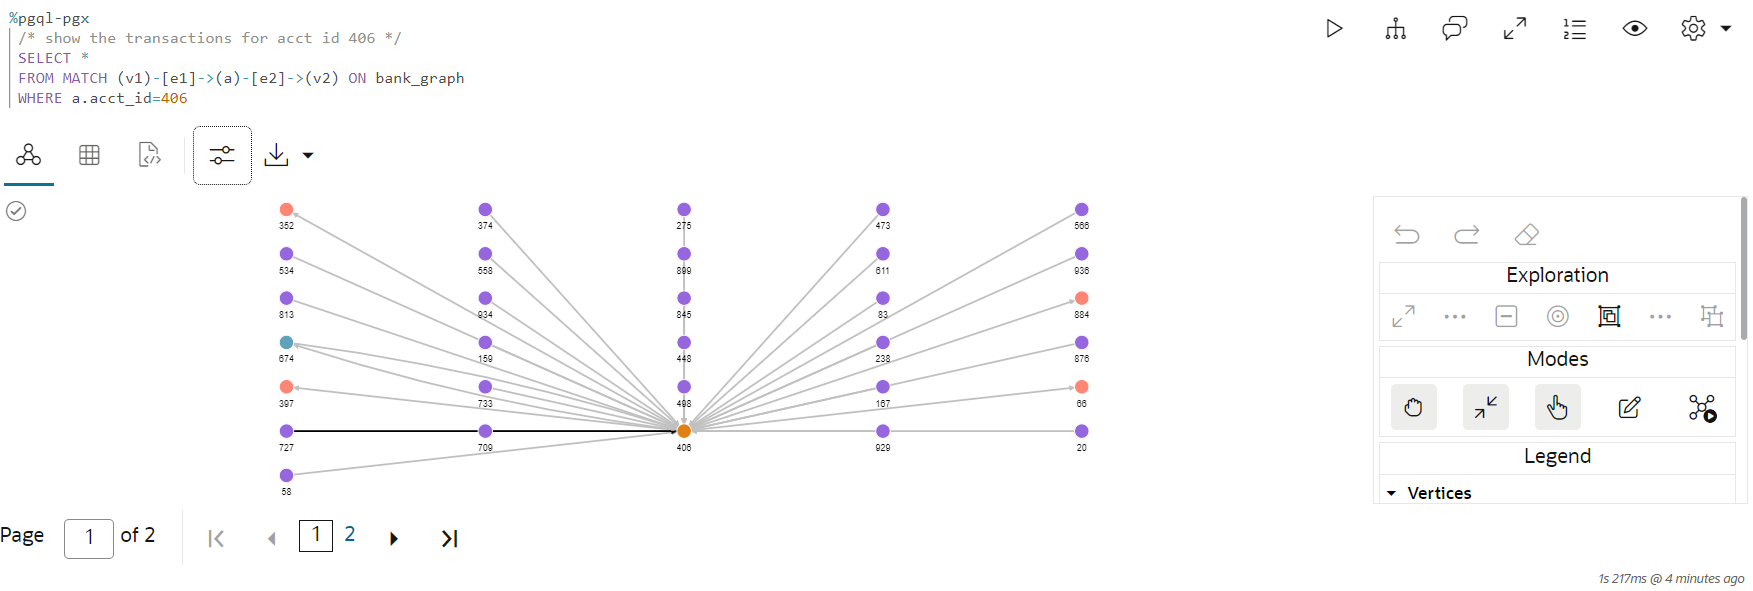 %pgql-pgx
/* show the transactions for acct id 406 */
SELECT *
FROM MATCH (v1)-[e1]->(a)-[e2]->(v2) ON bank_graph
WHERE a.acct_id=406
352 374 275 473 566
534 558 899 611 936
Exploration
813 934 845 83 884
674 159 448 238 876
Modes
397 733 498 167 66
727 709 406 929 20
Legend
58
Vertices
Page 1 of 2 1 2
1s 217ms @ 4 minutes ago